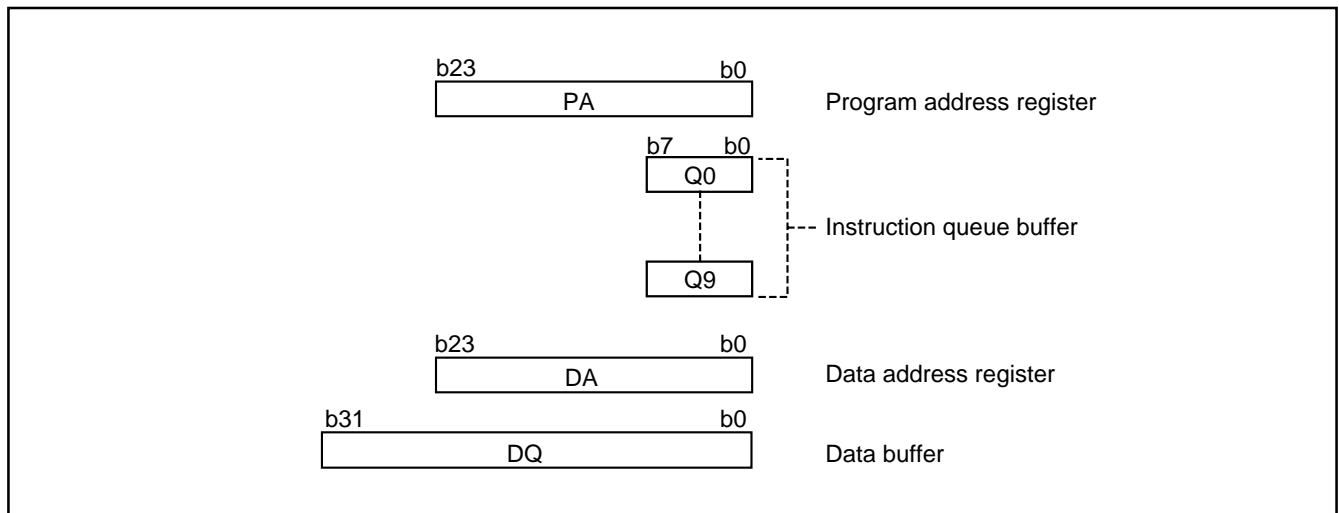 b23 b0
PA Program address register
b7 b0
Q0
Instruction queue buffer
Q9
b23 b0
DA Data address register
b31 b0
DQ Data buffer